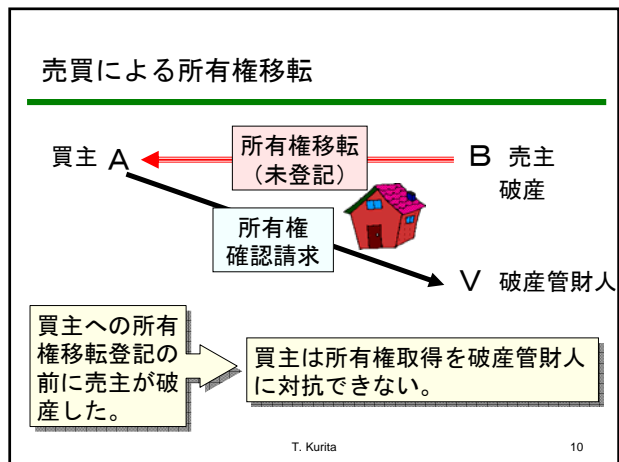 売買による所有権移転
買主 A
所有権移転
(未登記)
B 売主
破産
所有権
確認請求
V 破産管財人
買主への所有
権移転登記の
前に売主が破
産した。
買主は所有権取得を破産管財人
に対抗できない。
T. Kurita
10